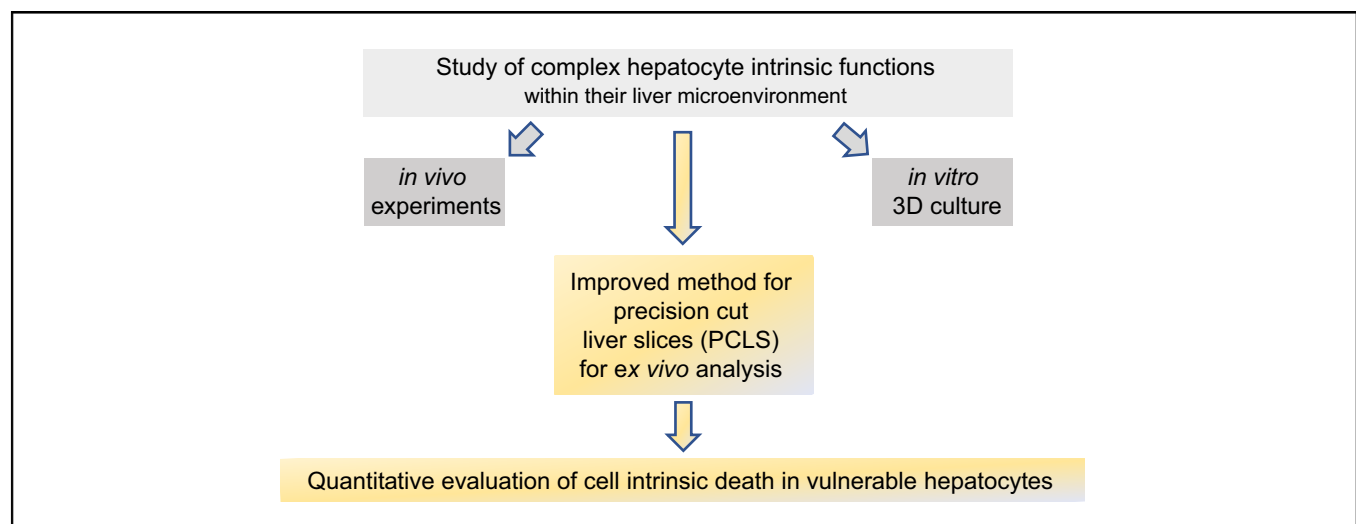 Study of complex hepatocyte intrinsic functions
within their liver microenvironment
in vivo
experiments
in vitro
3D culture
Improved method for
precision cut
liver slices (PCLS)
for ex vivo analysis
Quantitative evaluation of cell intrinsic death in vulnerable hepatocytes